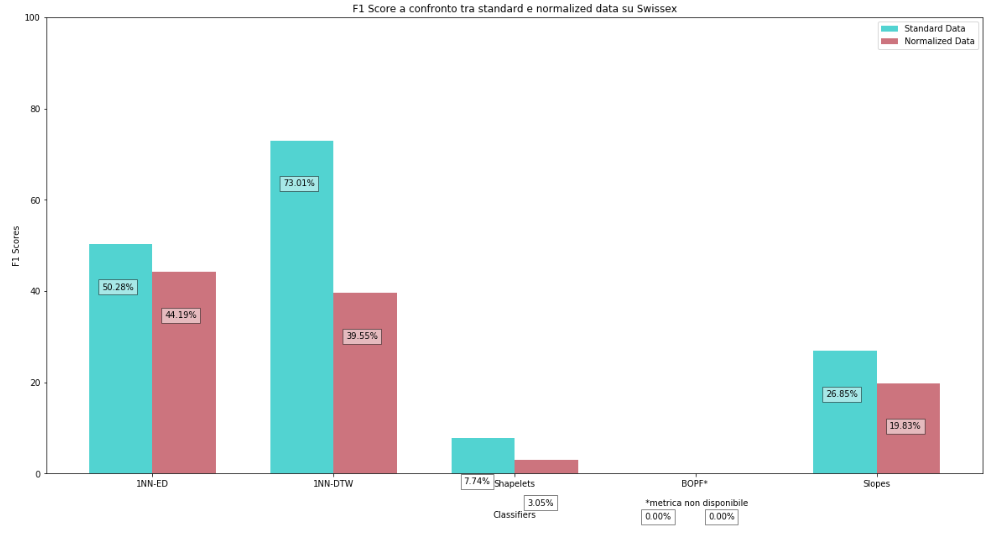 F1 Score a confronto tra standard e normalized data su Swissex
Standard Data
Normalized Data
F1 Scores
100
80
60
40
20
0
50.28%
44.19%
73.01%
39.55%
7.74%
3.05%
0.00%
0.00%
26.85%
19.83%
1NN-ED
1NN-DTW
Shapelets
BOPF*
Slopes
*metrica non disponibile
Classifiers